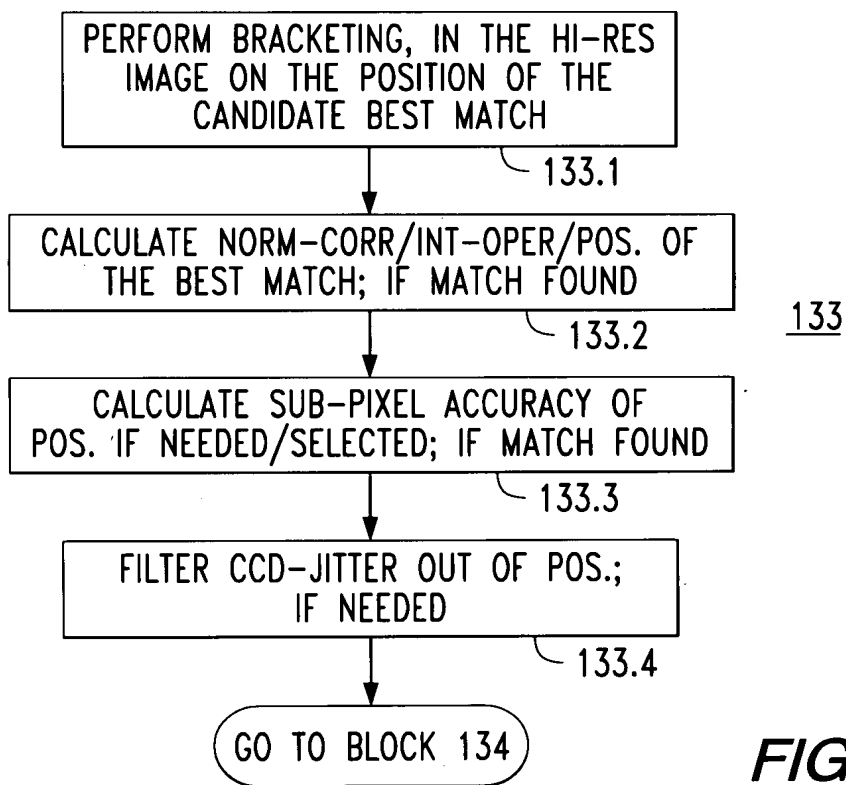 PERFORM BRACKETING, IN THE HI-RES
IMAGE ON THE POSITION OF THE
CANDIDATE BEST MATCH
133.1
CALCULATE NORM-CORR/INT-OPER/POS. OF
THE BEST MATCH; IF MATCH FOUND
133.2
133
CALCULATE SUB-PIXEL ACCURACY OF
POS. IF NEEDED/SELECTED; IF MATCH FOUND
133.3
FILTER CCD-JITTER OUT OF POS.;
IF NEEDED
133.4
GO TO BLOCK 134
FIG